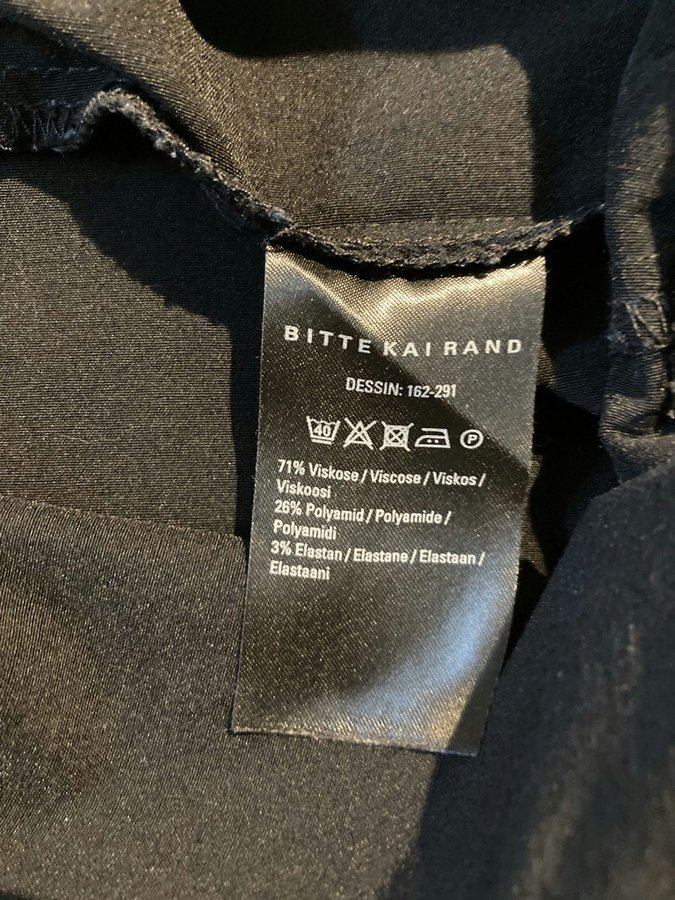 BITTE KAI RAND
DESSIN: 162-291
40 P
71% Viskose / Viscose / Viskos /
Viskoosi
26% Polyamid / Polyamide /
Polyamidi
3% Elastan / Elastane / Elastaan /
Elastaani